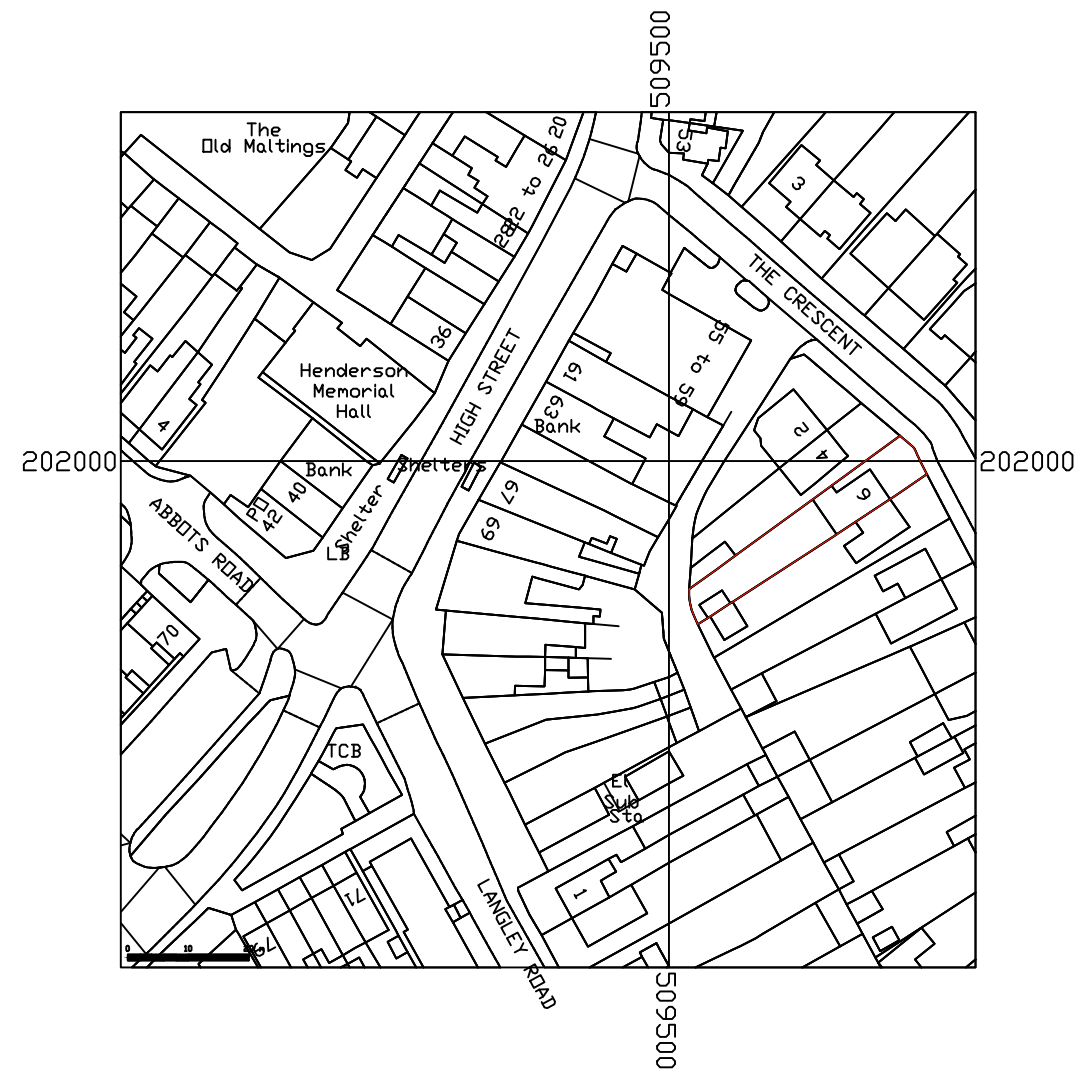 509500
The
Old Maltings
53
3
20
22 to 26
28
THE CRESCENT
36
HIGH STREET
55 to 59
61
Henderson
Memorial
Hall
63
Bank
4
2
4
202000
Bank
Shelters
202000
40
67
6
PO
42
Shelter
69
LB
ABBOTS ROAD
70
TCB
El
Sub
Sta
71
1
LANGLEY ROAD
79
0
10
509500